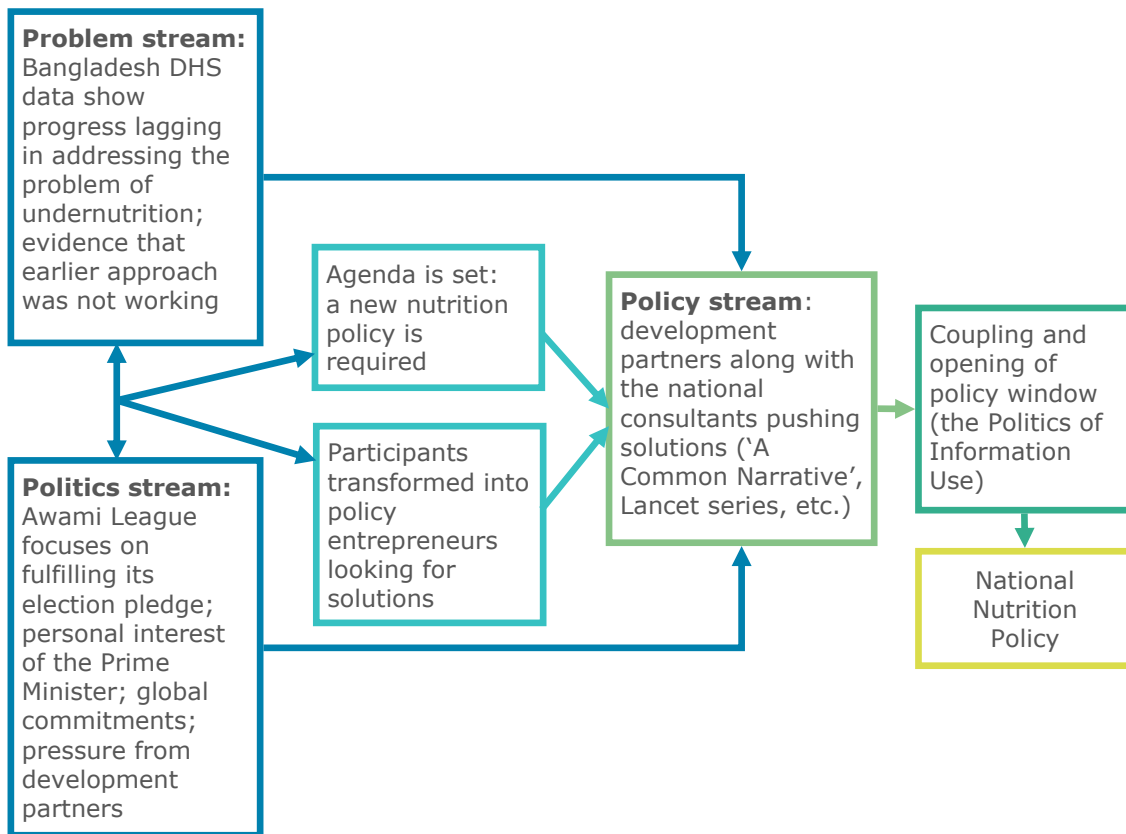 Problem stream:
Bangladesh DHS
data show
progress lagging
in addressing the
problem of
undernutrition;
evidence that
earlier approach
was not working
Politics stream:
Awami League
focuses on
fulfilling its
election pledge;
personal interest
of the Prime
Minister; global
commitments;
pressure from
development
partners
Agenda is set:
a new nutrition
policy is
required
Participants
transformed into
policy
entrepreneurs
looking for
solutions
Policy stream:
development
partners along with
the national
consultants pushing
solutions (‘A
Common Narrative’,
Lancet series, etc.)
Coupling and
opening of
policy window
(the Politics of
Information
Use)
National
Nutrition
Policy